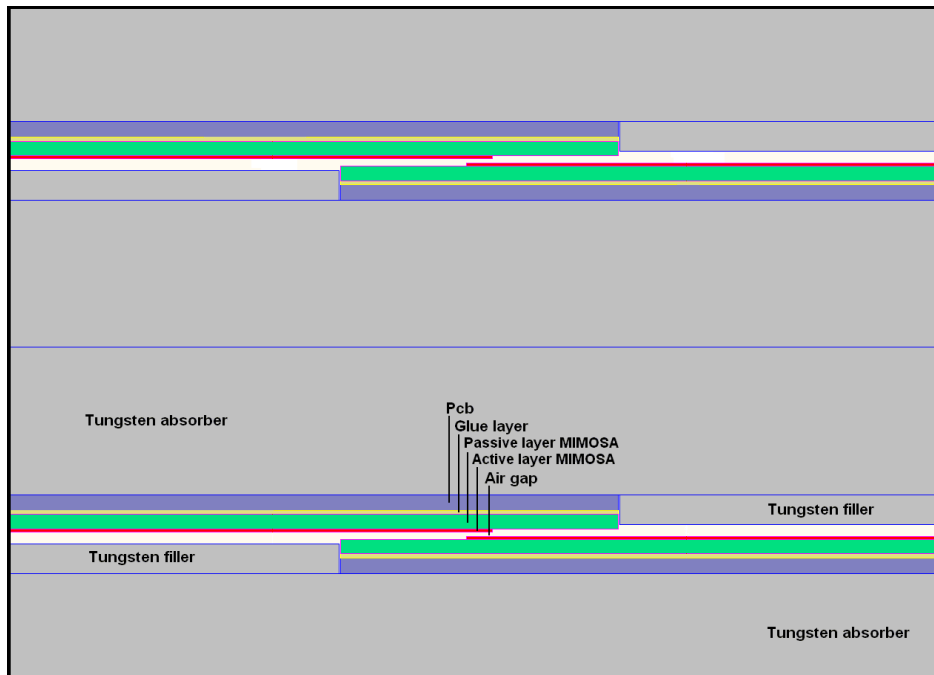 Tungsten absorber
Pcb
Glue layer
Passive layer MIMOSA
Active layer MIMOSA
Air gap
Tungsten filler
Tungsten filler
Tungsten absorber